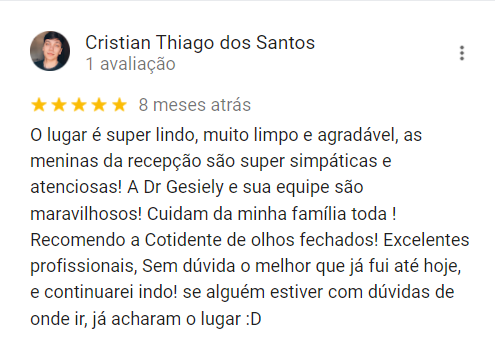 Cristian Thiago dos Santos
1 avaliação
8 meses atrás
O lugar é super lindo, muito limpo e agradável, as
meninas da recepção são super simpáticas e
atenciosas! A Dr Gesiely e sua equipe são
maravilhosos! Cuidam da minha família toda !
Recomendo a Cotidente de olhos fechados! Excelentes
profissionais, Sem dúvida o melhor que já fui até hoje,
e continuarei indo! se alguém estiver com dúvidas de
onde ir, já acharam o lugar :D